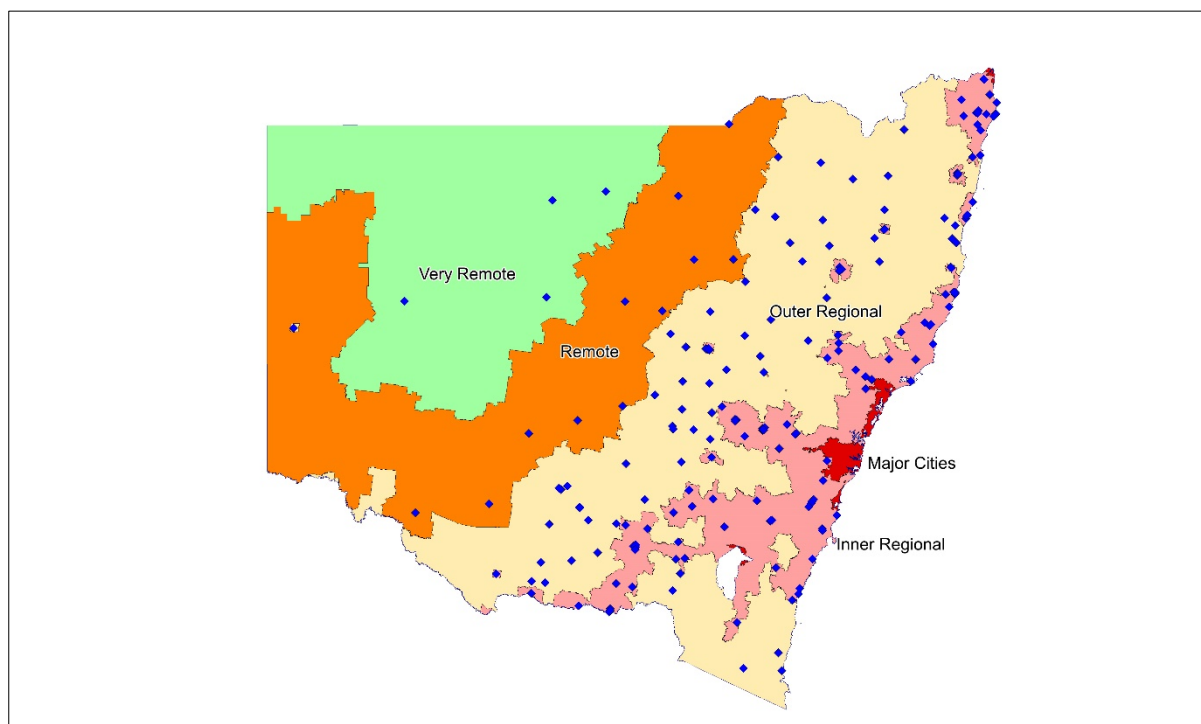 Very Remote
Outer Regional
Remote
Major Cities
Inner Regional